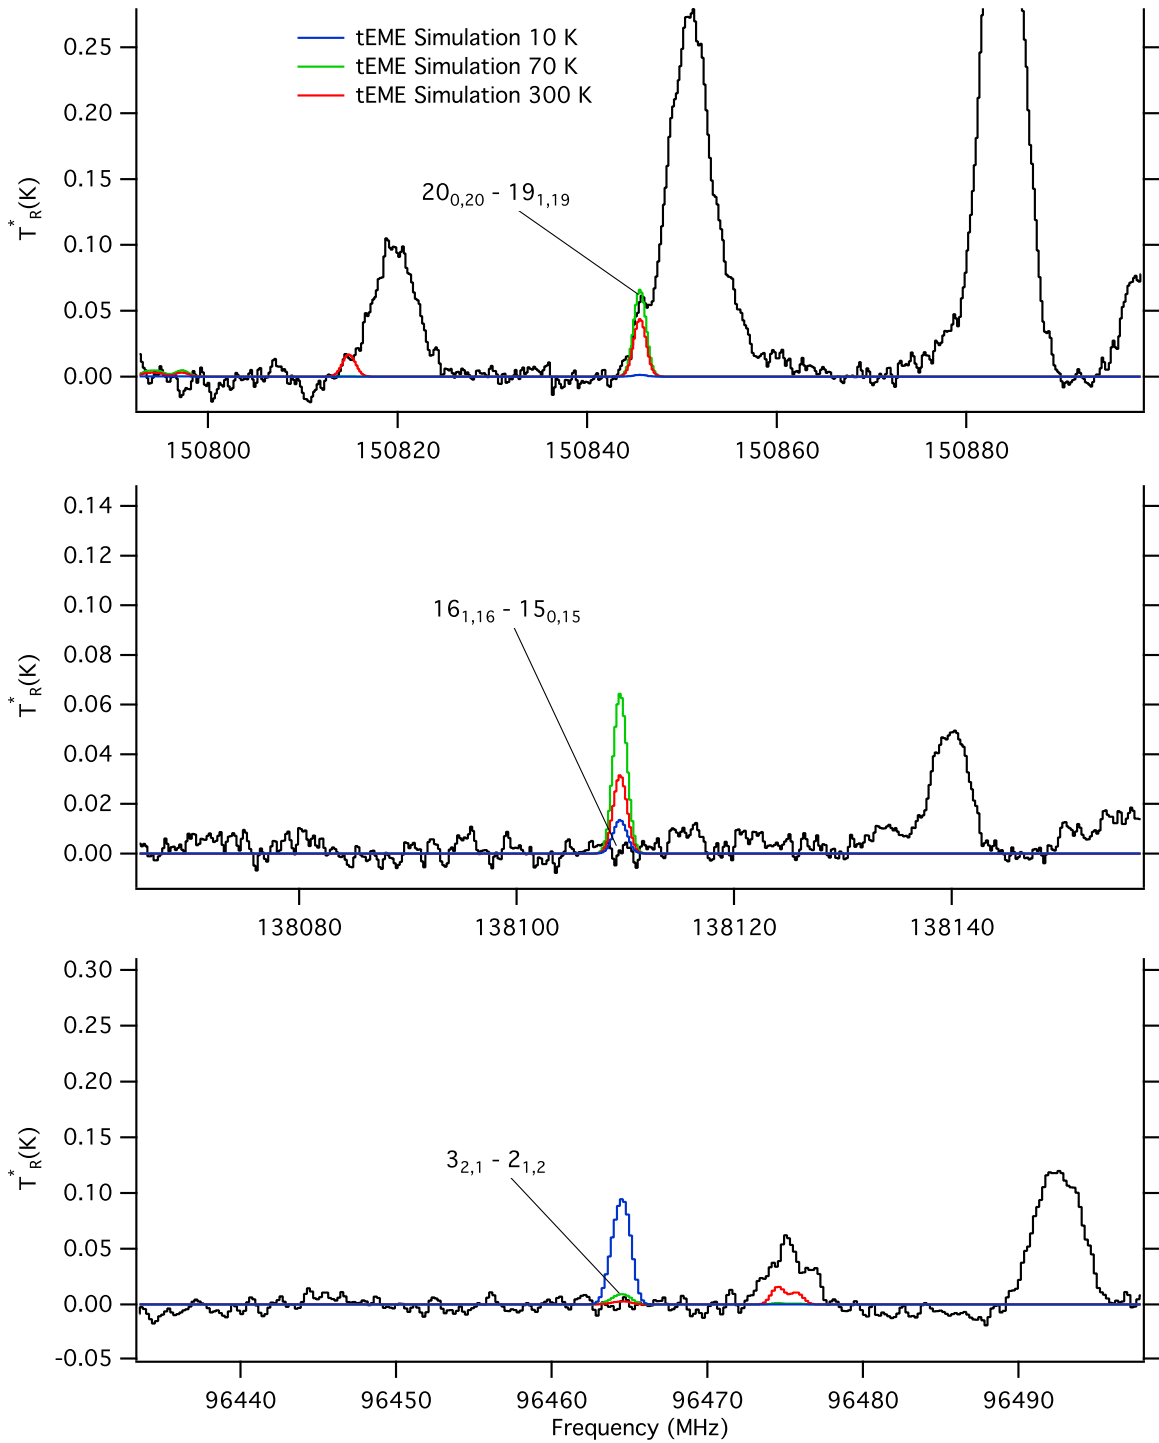 tEME Simulation 10 K
tEME Simulation 70 K
tEME Simulation 300 K
0.25
0.20
0.15
0.10
0.05
0.00
T*R(K)
200,20 - 191,19
150800 150820 150840 150860 150880
0.14
0.12
0.10
0.08
0.06
0.04
0.02
0.00
T*R(K)
161,16 - 150,15
138080 138100 138120 138140
0.30
0.25
0.20
0.15
0.10
0.05
0.00
-0.05
T*R(K)
32,1 - 21,2
96440 96450 96460 96470 96480 96490
Frequency (MHz)